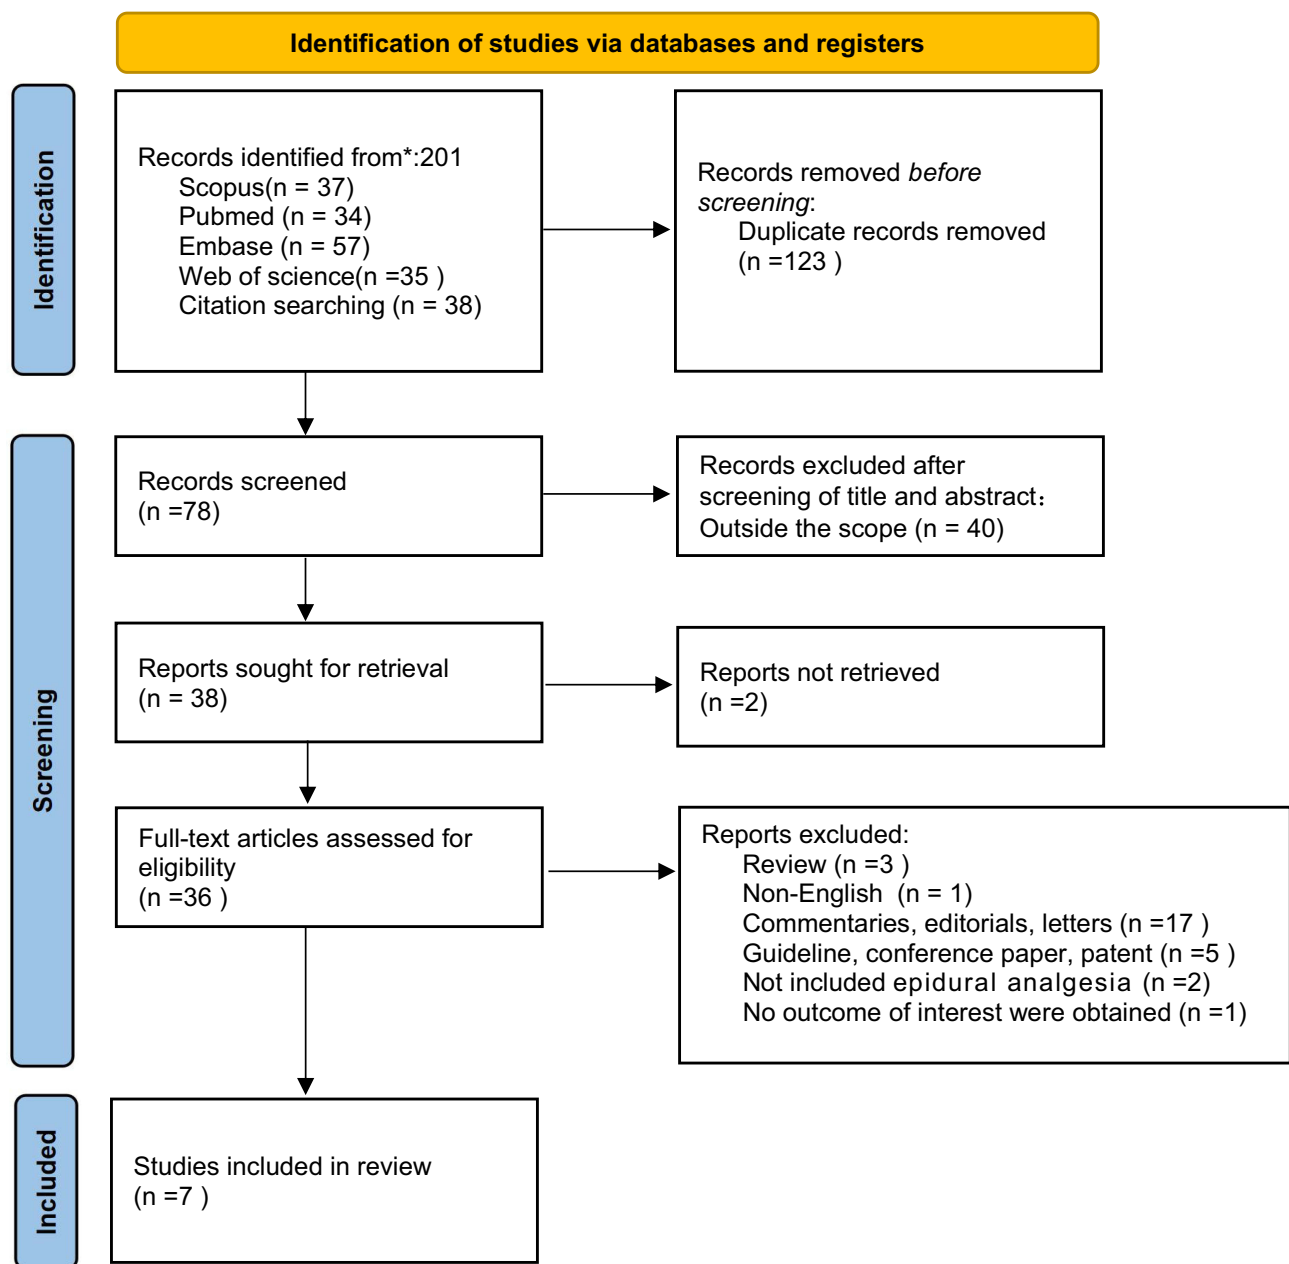 Identification of studies via databases and registers
Identification
Records identified from*:201
Scopus(n = 37)
Pubmed (n = 34)
Embase (n = 57)
Web of science(n =35 )
Citation searching (n = 38)
Records removed before
screening:
Duplicate records removed
(n =123 )
Screening
Records screened
(n =78)
Records excluded after
screening of title and abstract：
Outside the scope (n = 40)
Reports sought for retrieval
(n = 38)
Reports not retrieved
(n =2)
Full-text articles assessed for
eligibility
(n =36 )
Reports excluded:
Review (n =3 )
Non-English  (n = 1)
Commentaries, editorials, letters (n =17 )
Guideline, conference paper, patent (n =5 )
Not included epidural analgesia (n =2)
No outcome of interest were obtained (n =1)
Included
Studies included in review
(n =7 )